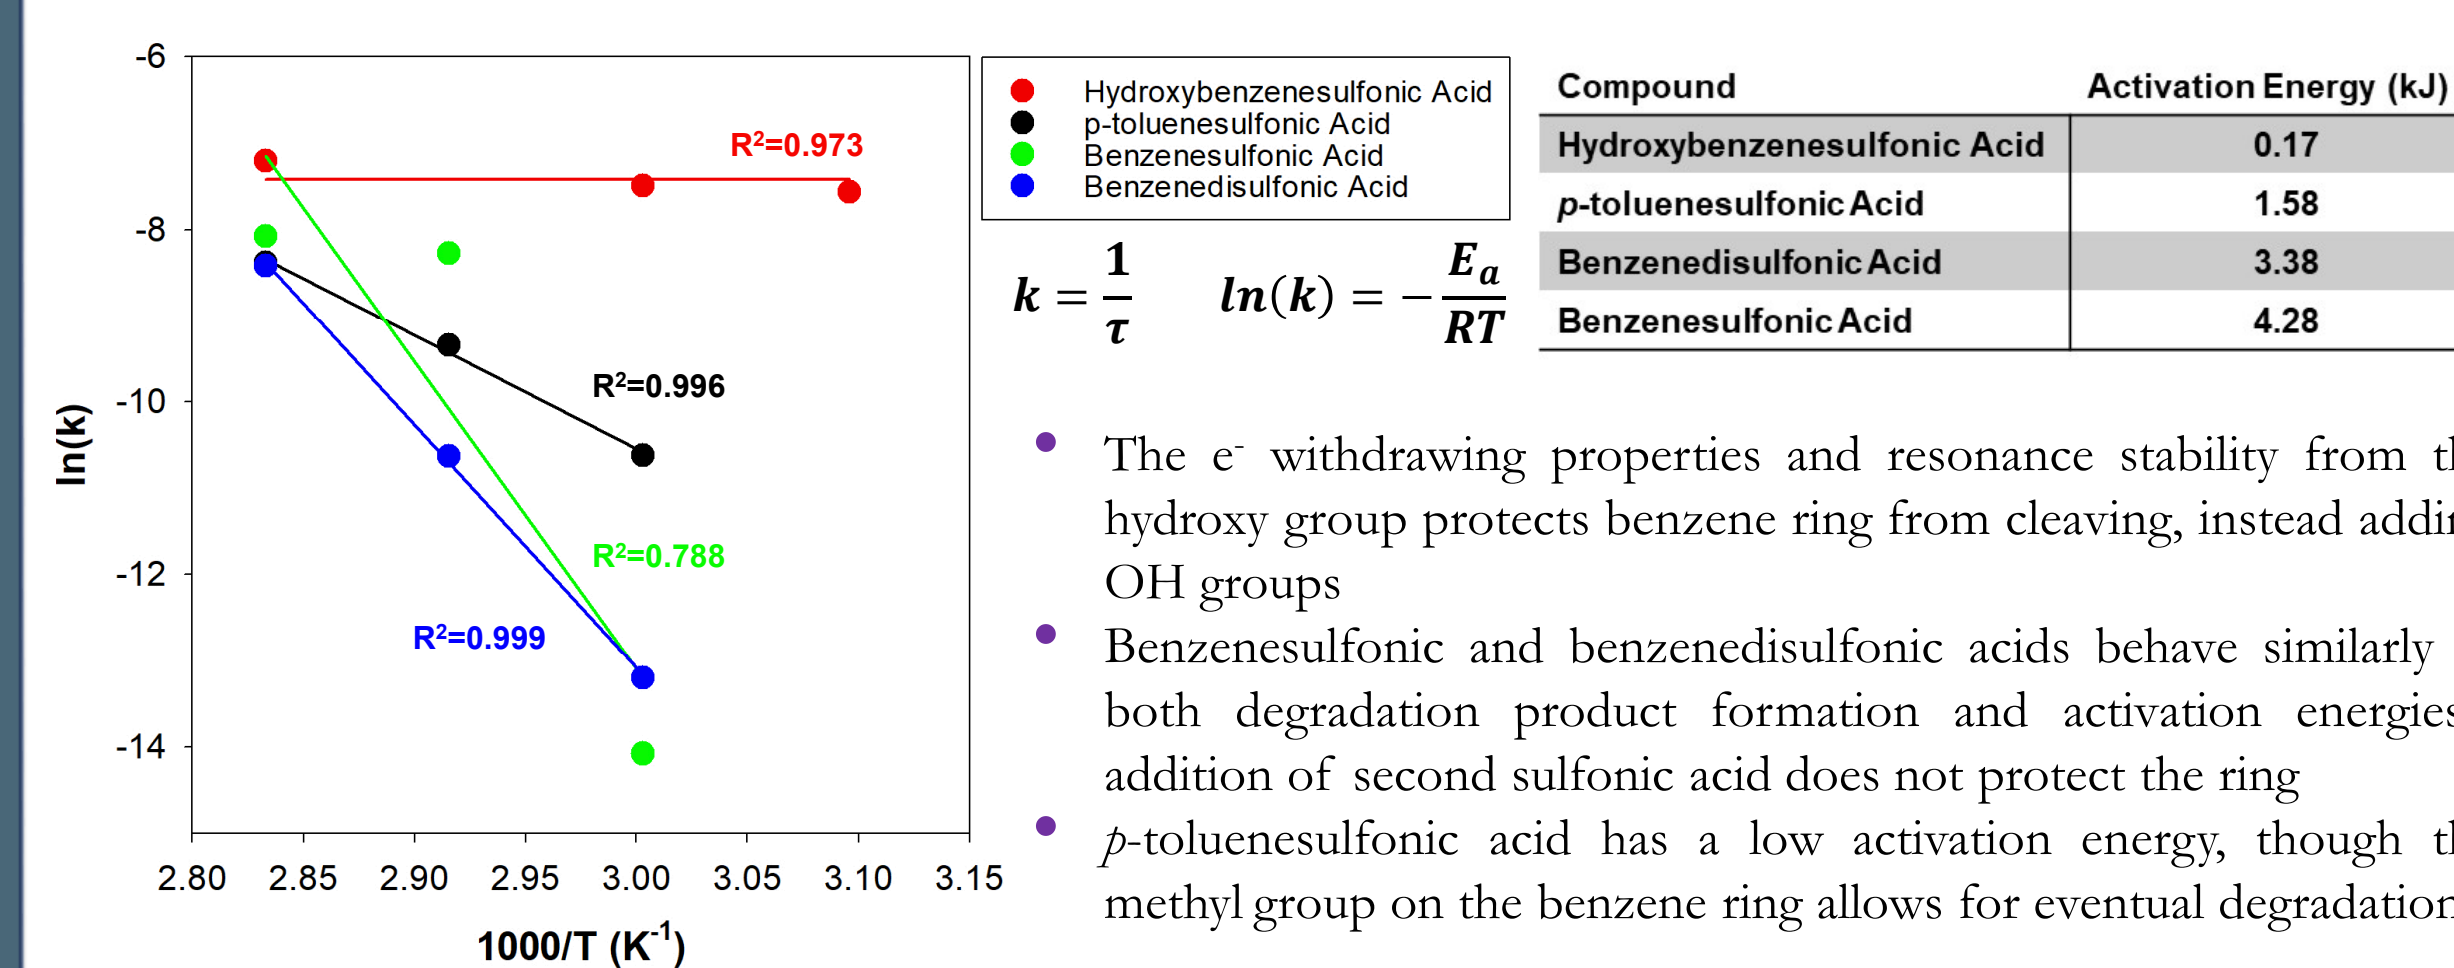 -6
-8
-10
-12
-14
ln(k)
2.80 2.85 2.90 2.95 3.00 3.05 3.10 3.15
1000/T (K⁻¹)
R²=0.973
R²=0.996
R²=0.788
R²=0.999
Hydroxybenzenesulfonic Acid
p-toluenesulfonic Acid
Benzenesulfonic Acid
Benzenedisulfonic Acid
k = 1/τ ln(k) = −Eₐ/RT
Compound Activation Energy (kJ)
Hydroxybenzenesulfonic Acid 0.17
p-toluenesulfonic Acid 1.58
Benzenedisulfonic Acid 3.38
Benzenesulfonic Acid 4.28
• The e⁻ withdrawing properties and resonance stability from
hydroxy group protects benzene ring from cleaving, instead
OH groups
• Benzenesulfonic and benzenedisulfonic acids behave similarly
both degradation product formation and activation energies
addition of second sulfonic acid does not protect the ring
• p-toluenesulfonic acid has a low activation energy, though
methyl group on the benzene ring allows for eventual degradation